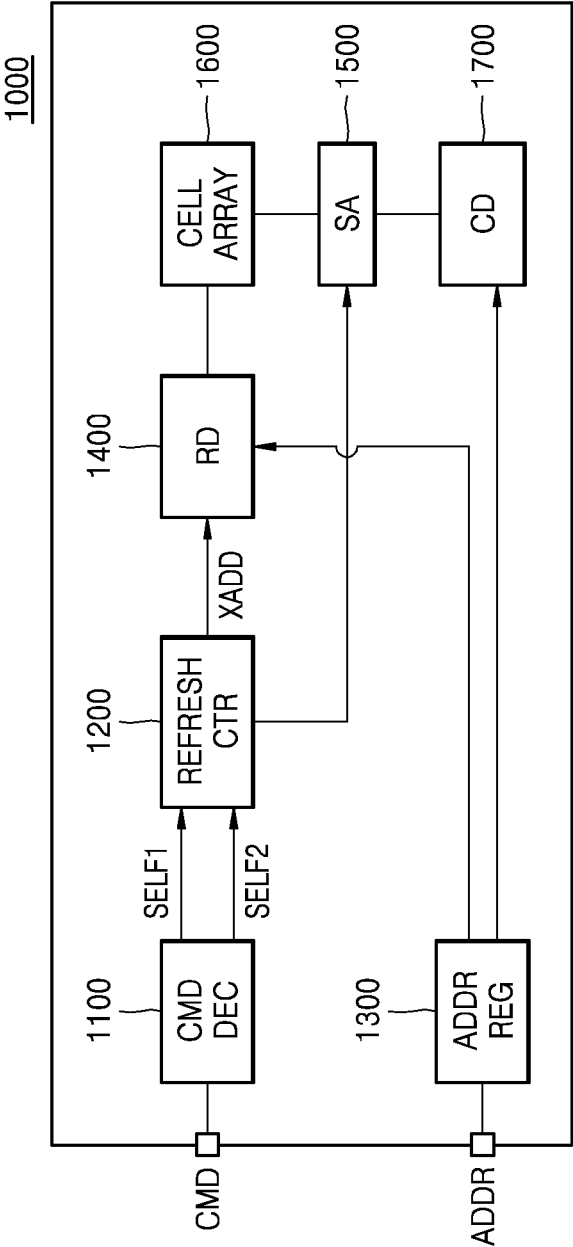 1000
CMD
1100
CMD
DEC
SELF1
SELF2
1200
REFRESH
CTR
XADD
1400
RD
1600
CELL
ARRAY
1500
SA
1700
CD
ADDR
1300
ADDR
REG